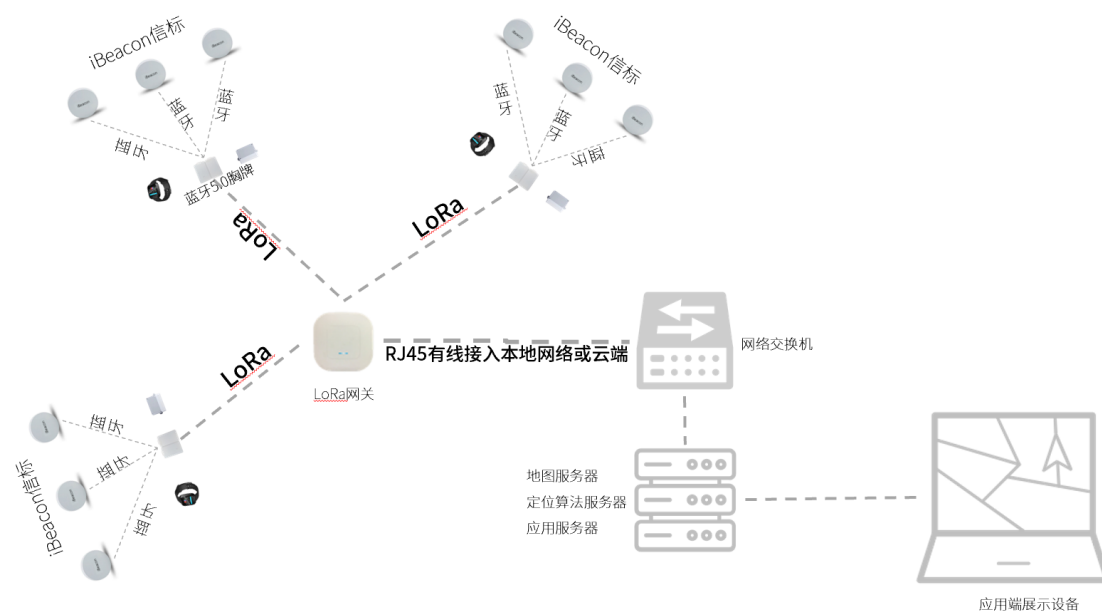 iBeacon信标
蓝牙
蓝牙
蓝牙
蓝牙5.0胸牌
LoRa
iBeacon信标
蓝牙
蓝牙
蓝牙
LoRa
LoRa
蓝牙
蓝牙
蓝牙
iBeacon信标
LoRa网关
RJ45有线接入本地网络或云端
网络交换机
地图服务器
定位算法服务器
应用服务器
应用端展示设备